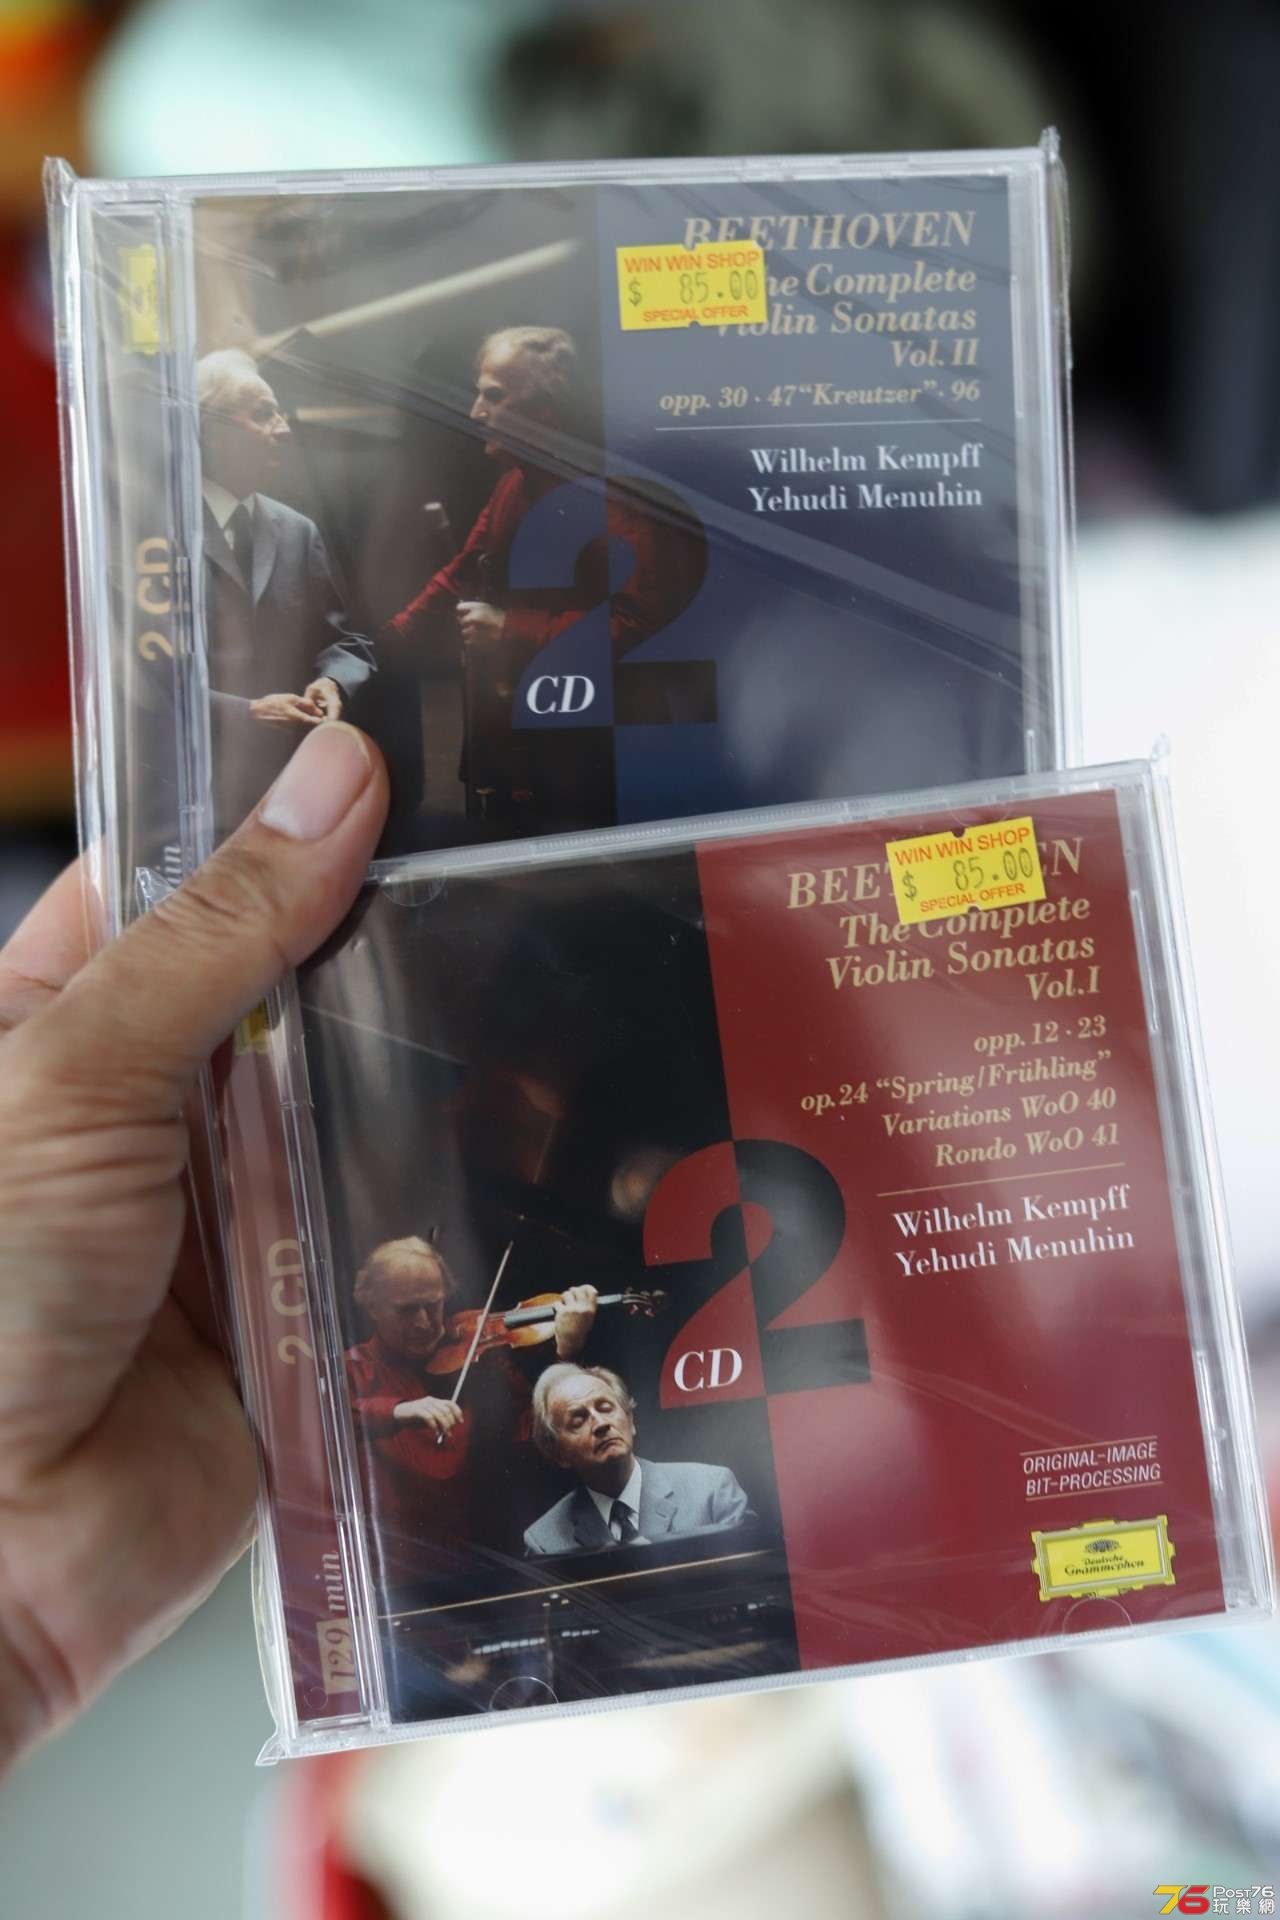 BEETHOVEN
WIN WIN SHOP
$ 85.00
SPECIAL OFFER
The Complete
Violin Sonatas
Vol. II
opp. 30 · 47 “Kreutzer” · 96
Wilhelm Kempff
Yehudi Menuhin
2 CD
2
CD
min
BEETHOVEN
WIN WIN SHOP
$ 85.00
SPECIAL OFFER
The Complete
Violin Sonatas
Vol. I
opp. 12 · 23
op. 24 “Spring/Frühling”
Variations WoO 40
Rondo WoO 41
Wilhelm Kempff
Yehudi Menuhin
2 CD
2
CD
129 min
ORIGINAL-IMAGE
BIT-PROCESSING
Deutsche
Grammophon
76 POST76
玩樂網